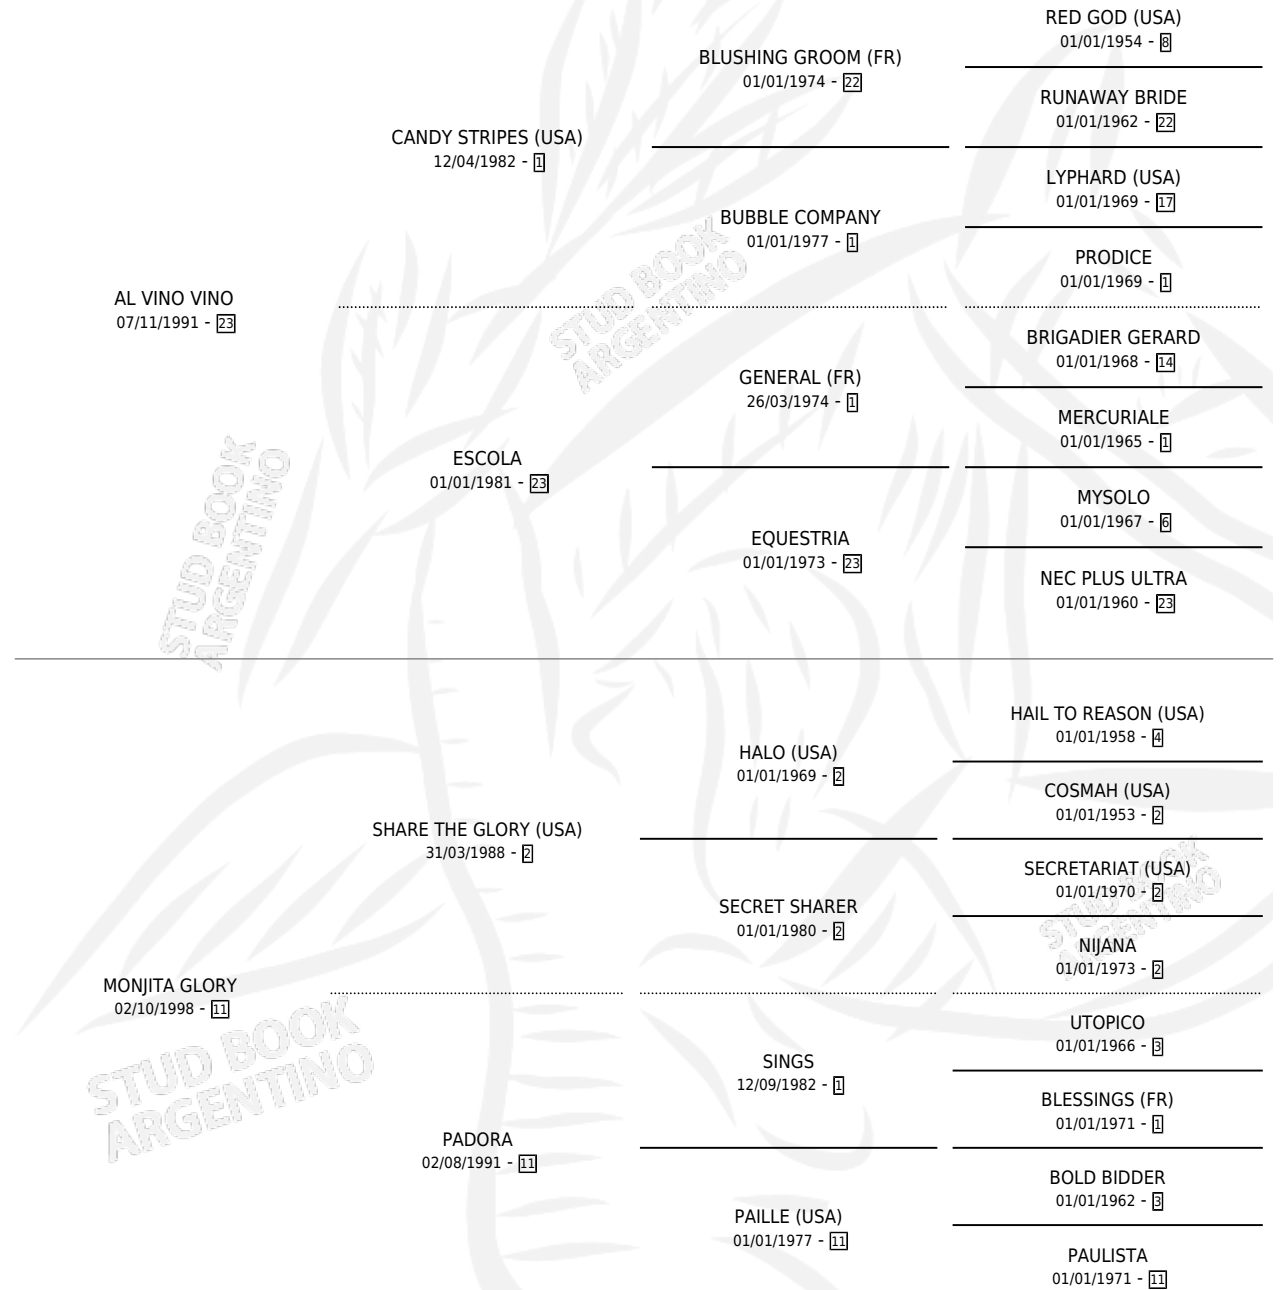 RED GOD (USA)
01/01/1954 - 8
BLUSHING GROOM (FR)
01/01/1974 - 22
RUNAWAY BRIDE
01/01/1962 - 22
CANDY STRIPES (USA)
12/04/1982 - 1
LYPHARD (USA)
01/01/1969 - 17
BUBBLE COMPANY
01/01/1977 - 1
PRODICE
01/01/1969 - 1
AL VINO VINO
07/11/1991 - 23
BRIGADIER GERARD
01/01/1968 - 14
GENERAL (FR)
26/03/1974 - 1
MERCURIALE
01/01/1965 - 1
ESCOLA
01/01/1981 - 23
MYSOLO
01/01/1967 - 6
EQUESTRIA
01/01/1973 - 23
NEC PLUS ULTRA
01/01/1960 - 23
STUD BOOK
ARGENTINO
STUD BOOK
ARGENTINO
HAIL TO REASON (USA)
01/01/1958 - 4
HALO (USA)
01/01/1969 - 2
COSMAH (USA)
01/01/1953 - 2
SHARE THE GLORY (USA)
31/03/1988 - 2
SECRETARIAT (USA)
01/01/1970 - 2
SECRET SHARER
01/01/1980 - 2
NIJANA
01/01/1973 - 2
MONJITA GLORY
02/10/1998 - 11
UTOPICO
01/01/1966 - 3
SINGS
12/09/1982 - 1
BLESSINGS (FR)
01/01/1971 - 1
PADORA
02/08/1991 - 11
BOLD BIDDER
01/01/1962 - 3
PAILLE (USA)
01/01/1977 - 11
PAULISTA
01/01/1971 - 11
STUD BOOK
ARGENTINO
STUD BOOK
ARGENTINO